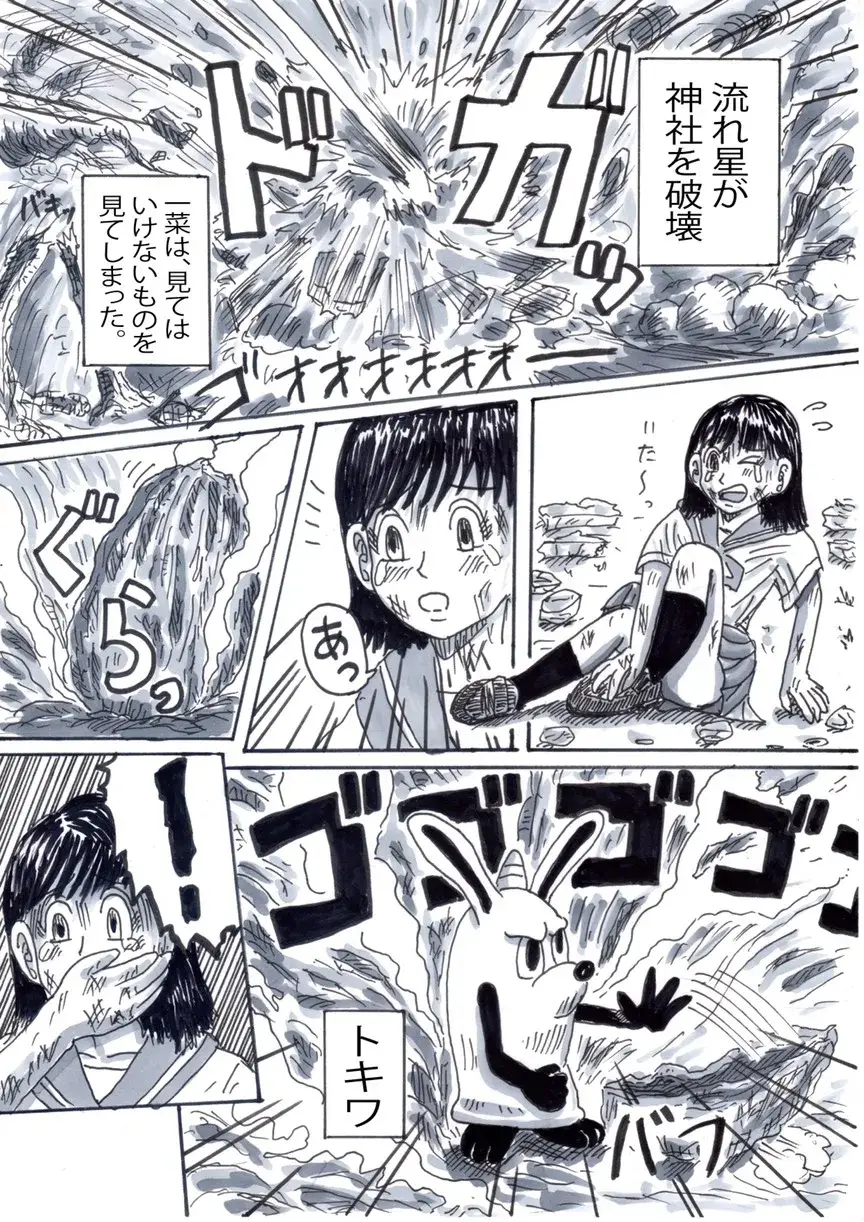 流れ星が
神社を破壊
ドガッ
バキッ
一菜は、見ては
いけないものを
見てしまった。
ゴオオオオオオー
いた〜っ
あっ
ぐらっ
ゴゴゴゴゴ
バフ
トキワ
!